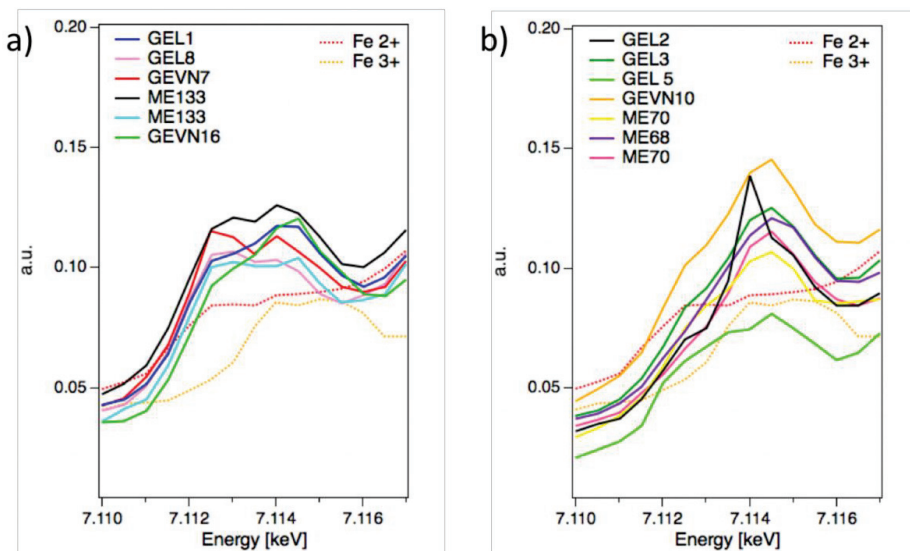 a)
0.20
0.15
0.10
0.05
a.u.
GEL1
GEL8
GEVN7
ME133
ME133
GEVN16
Fe 2+
Fe 3+
7.110 7.112 7.114 7.116
Energy [keV]
b)
0.20
0.15
0.10
0.05
a.u.
GEL2
GEL3
GEL 5
GEVN10
ME70
ME68
ME70
Fe 2+
Fe 3+
7.110 7.112 7.114 7.116
Energy [keV]